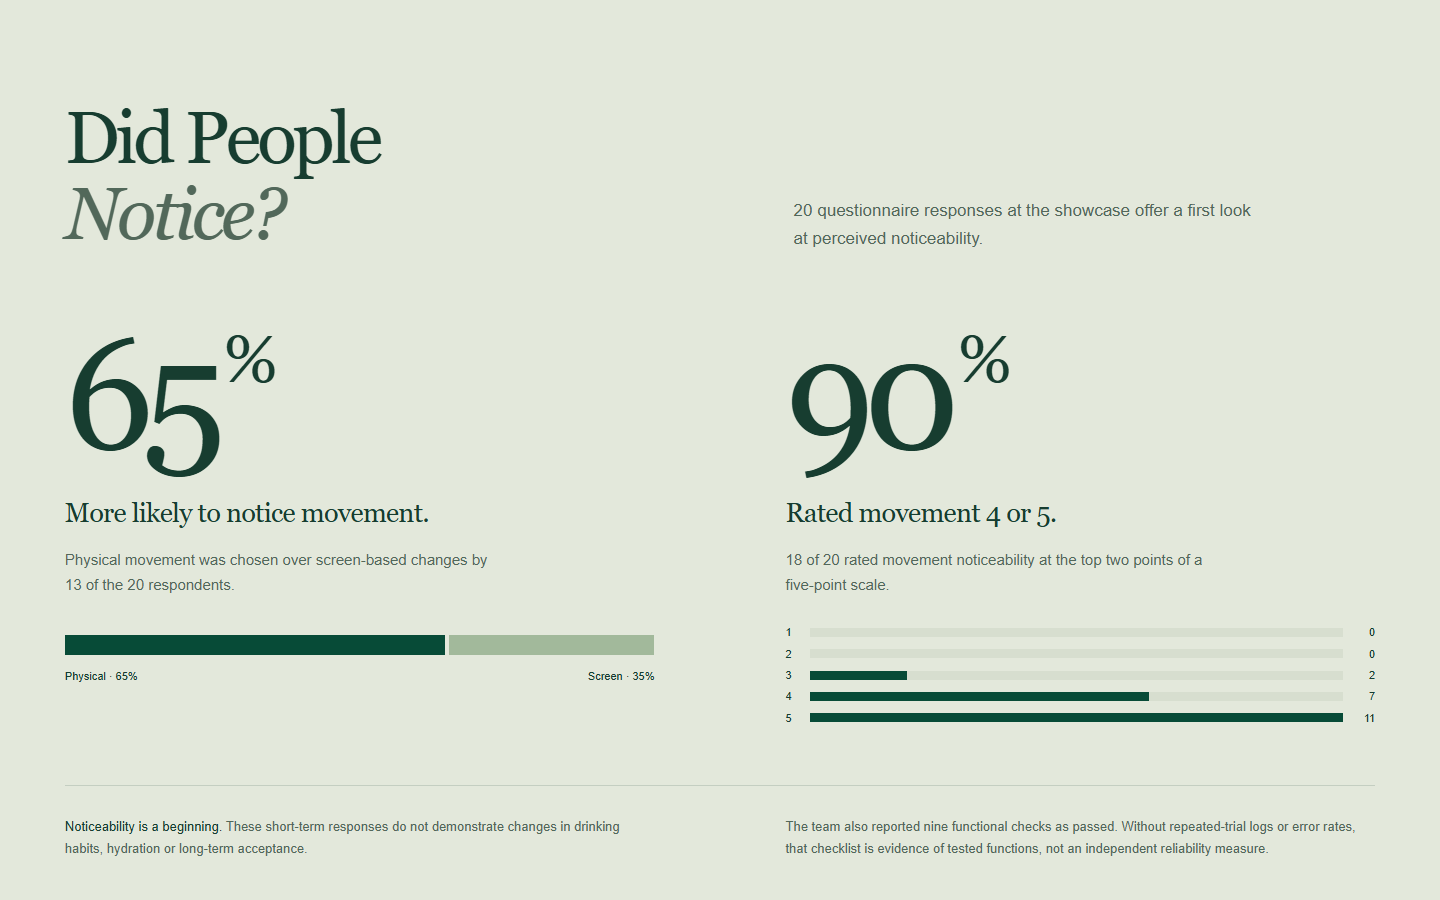 Did People
Notice?
20 questionnaire responses at the showcase offer a first look
at perceived noticeability.
65%
More likely to notice movement.
Physical movement was chosen over screen-based changes by
13 of the 20 respondents.
Physical · 65%
Screen · 35%
90%
Rated movement 4 or 5.
18 of 20 rated movement noticeability at the top two points of a
five-point scale.
1 0
2 0
3 2
4 7
5 11
Noticeability is a beginning. These short-term responses do not demonstrate changes in drinking
habits, hydration or long-term acceptance.
The team also reported nine functional checks as passed. Without repeated-trial logs or error rates,
that checklist is evidence of tested functions, not an independent reliability measure.